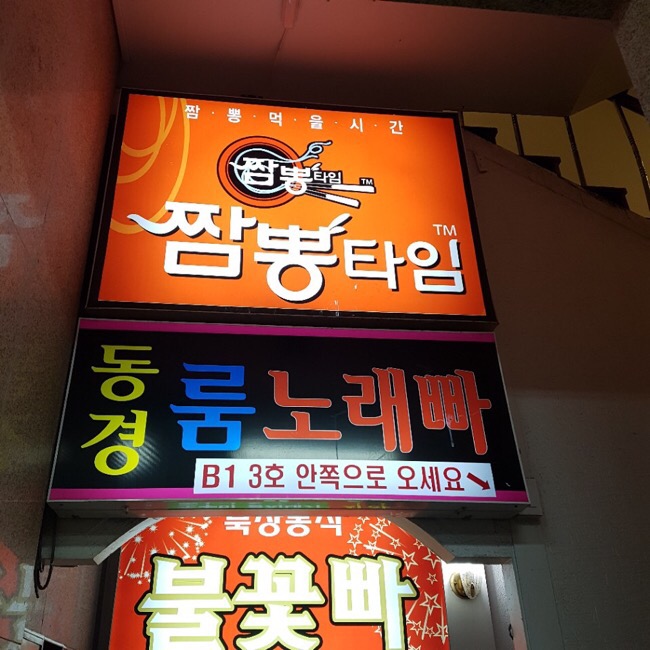 짬·뽕·먹·을·시·간
짬뽕타임 TM
짬뽕타임 TM
동경 룸 노래빠
B1 3호 안쪽으로 오세요
불꽃빠